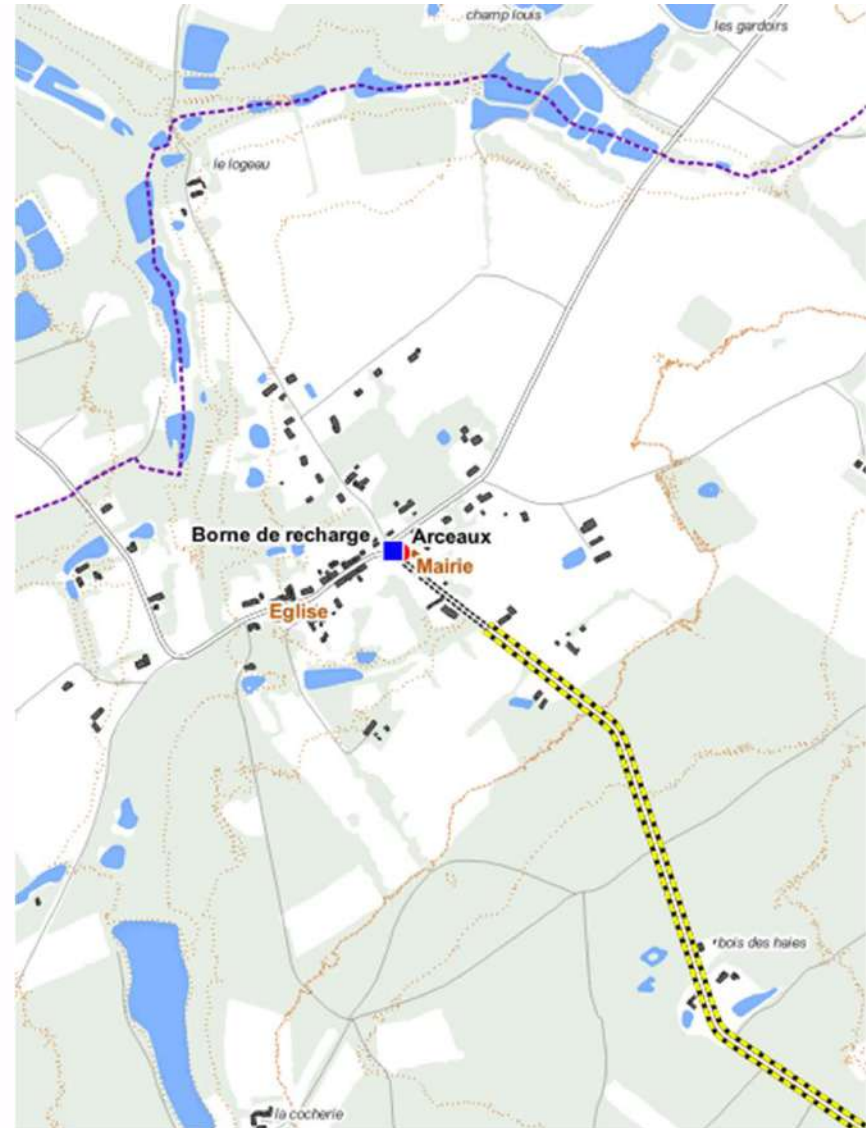 champ louis
les gardoirs
le logeau
Borne de recharge
Arceaux
Mairie
Eglise
bois des haies
la cocherie